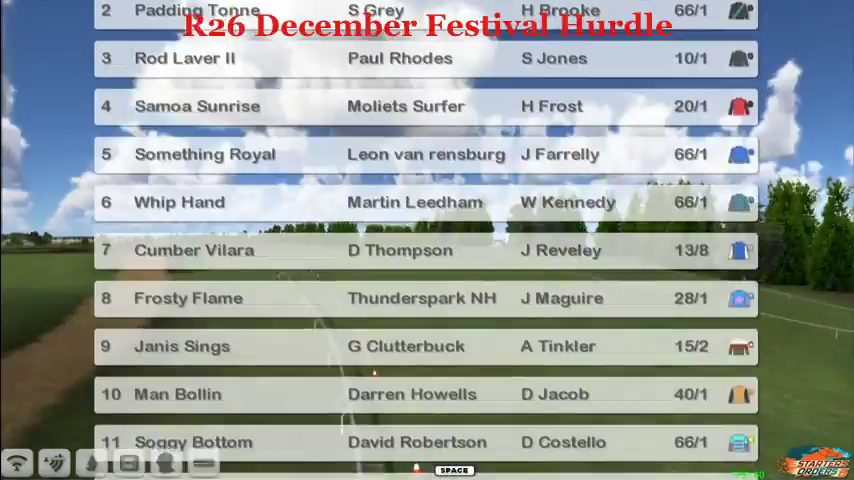 R26 December Festival Hurdle
2 Padding Tonne S Grey H Brooke 66/1
3 Rod Laver II Paul Rhodes S Jones 10/1
4 Samoa Sunrise Moliets Surfer H Frost 20/1
5 Something Royal Leon van rensburg J Farrelly 66/1
6 Whip Hand Martin Leedham W Kennedy 66/1
7 Cumber Vilara D Thompson J Reveley 13/8
8 Frosty Flame Thunderspark NH J Maguire 28/1
9 Janis Sings G Clutterbuck A Tinkler 15/2
10 Man Bollin Darren Howells D Jacob 40/1
11 Soggy Bottom David Robertson D Costello 66/1
SPACE
STARTERS
ORDERS 6